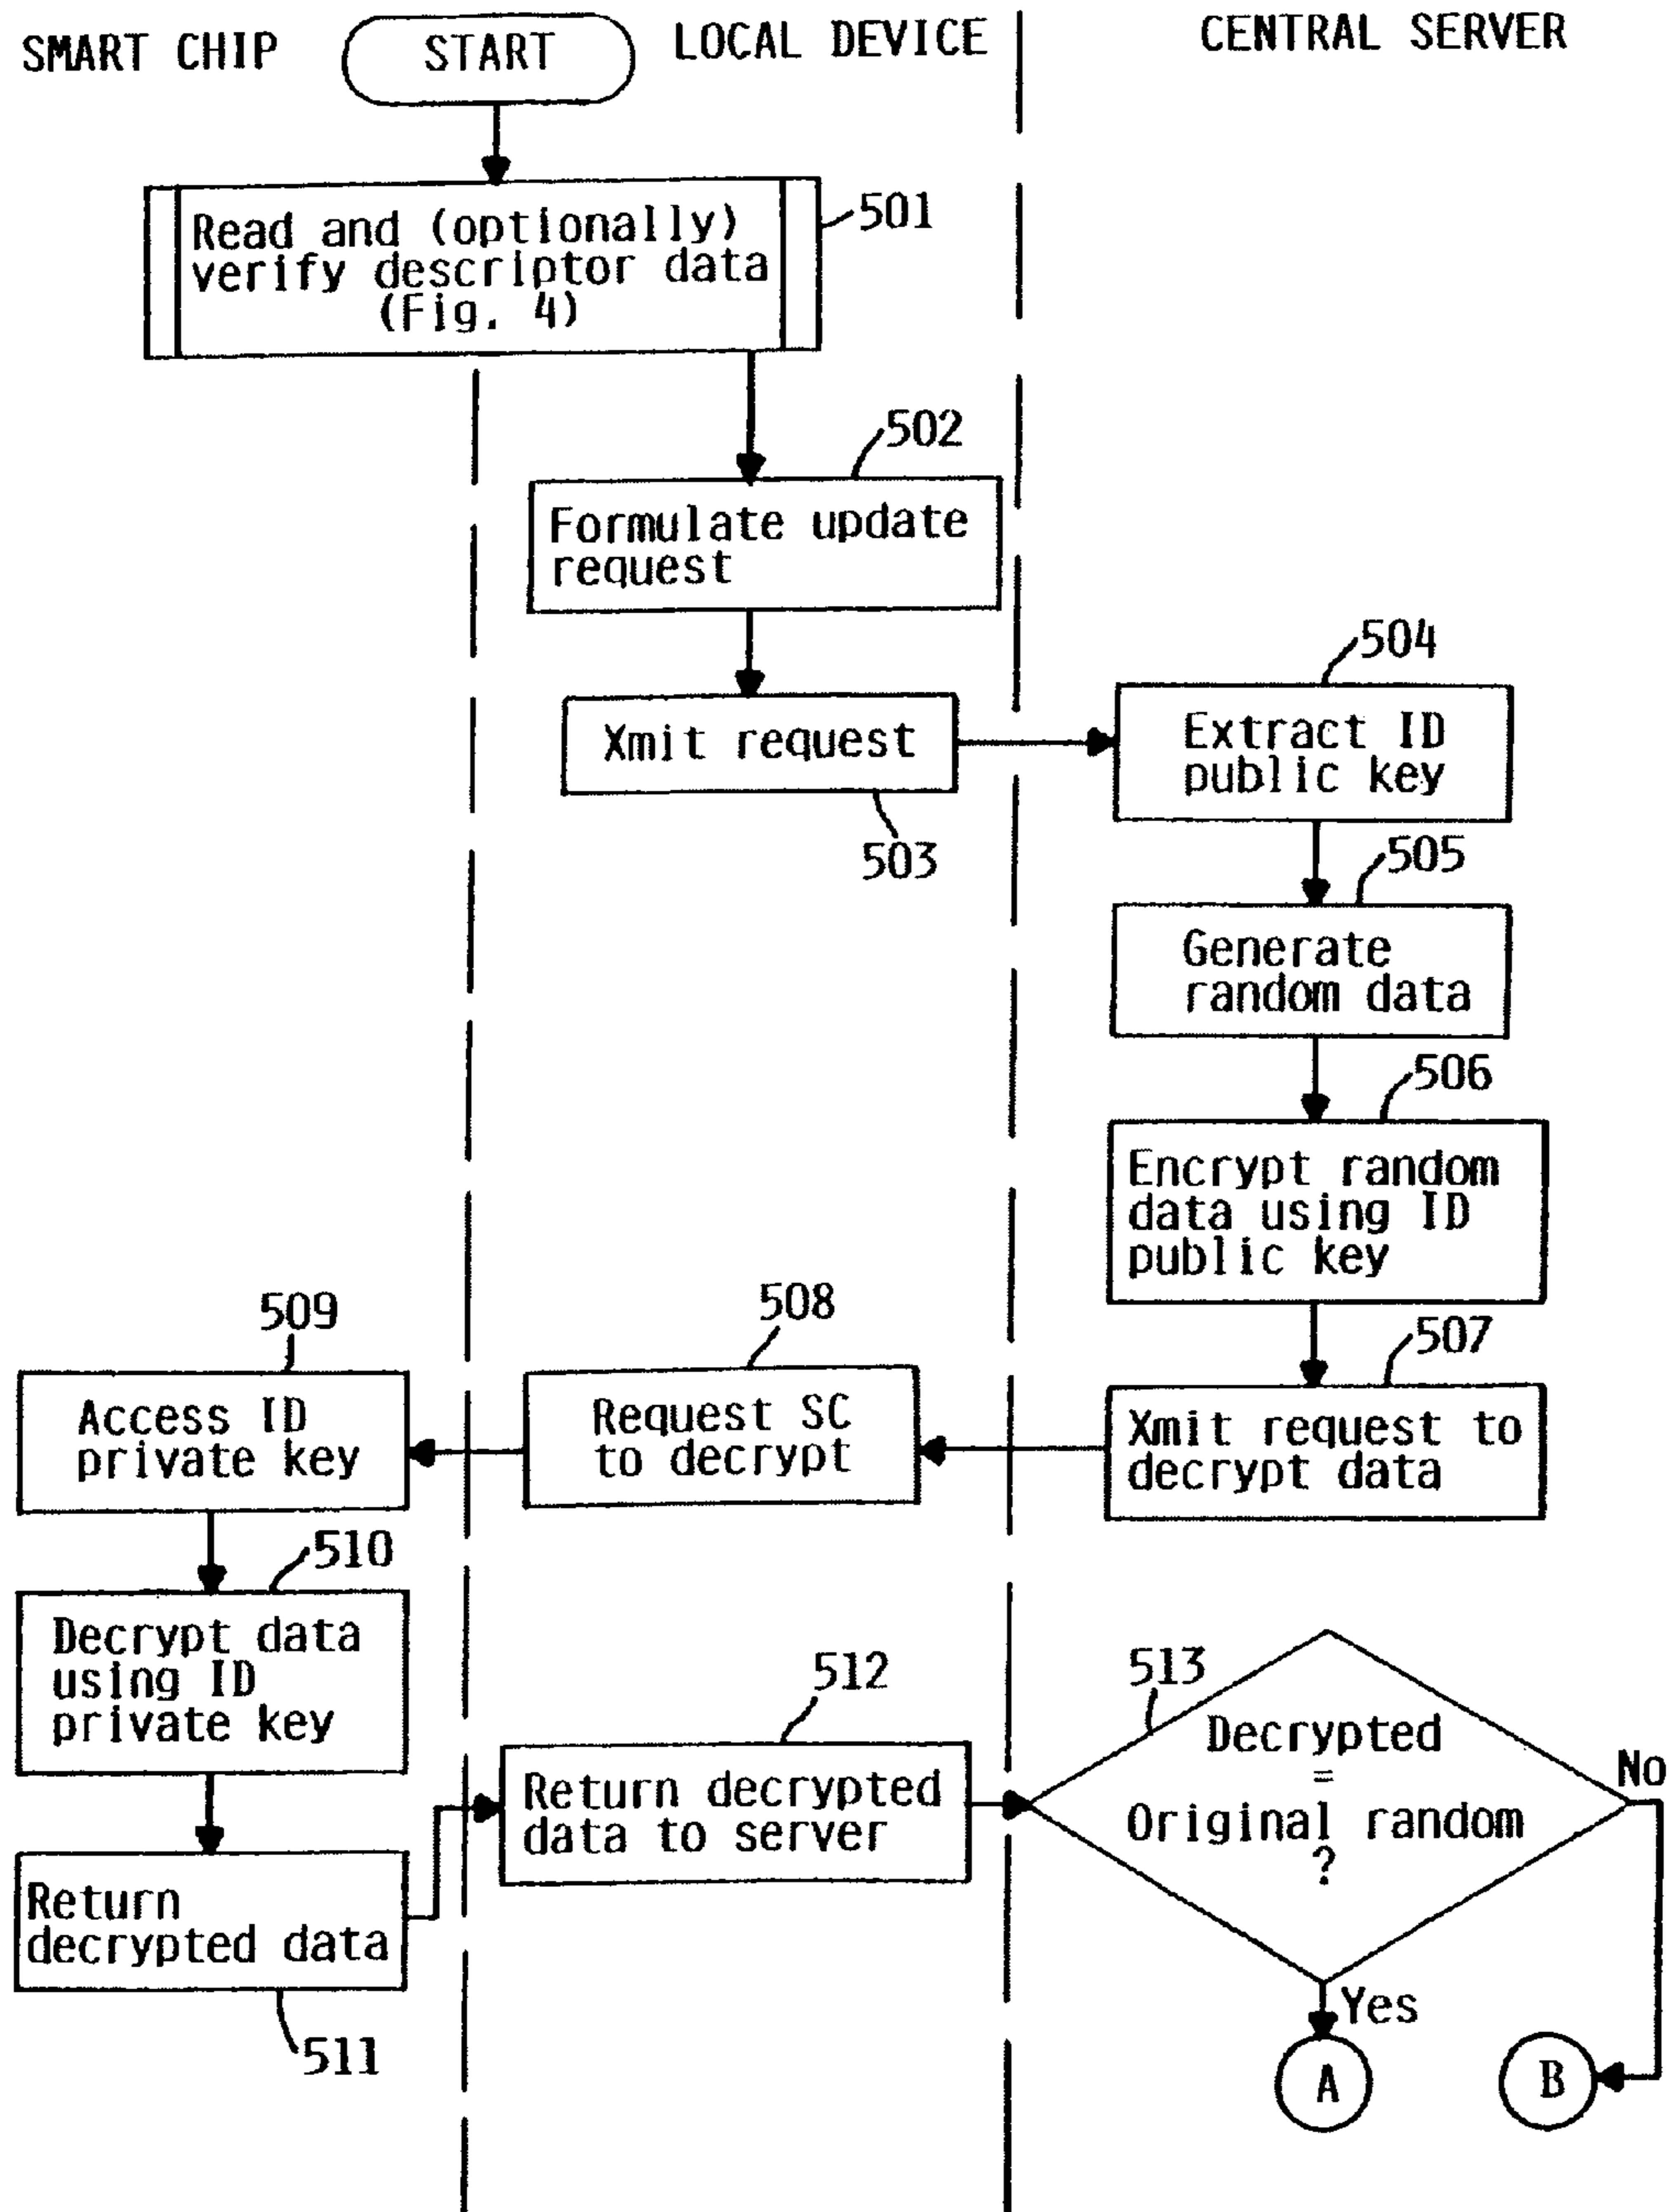 SMART CHIP
START
LOCAL DEVICE
CENTRAL SERVER
Read and (optionally)
verify descriptor data
(Fig. 4)
501
502
Formulate update
request
Xmit request
503
504
Extract ID
public key
505
Generate
random data
506
Encrypt random
data using ID
public key
507
Xmit request to
decrypt data
508
Request SC
to decrypt
509
Access ID
private key
510
Decrypt data
using ID
private key
Return
decrypted data
511
512
Return decrypted
data to server
513
Decrypted
=
Original random
?
No
Yes
A
B